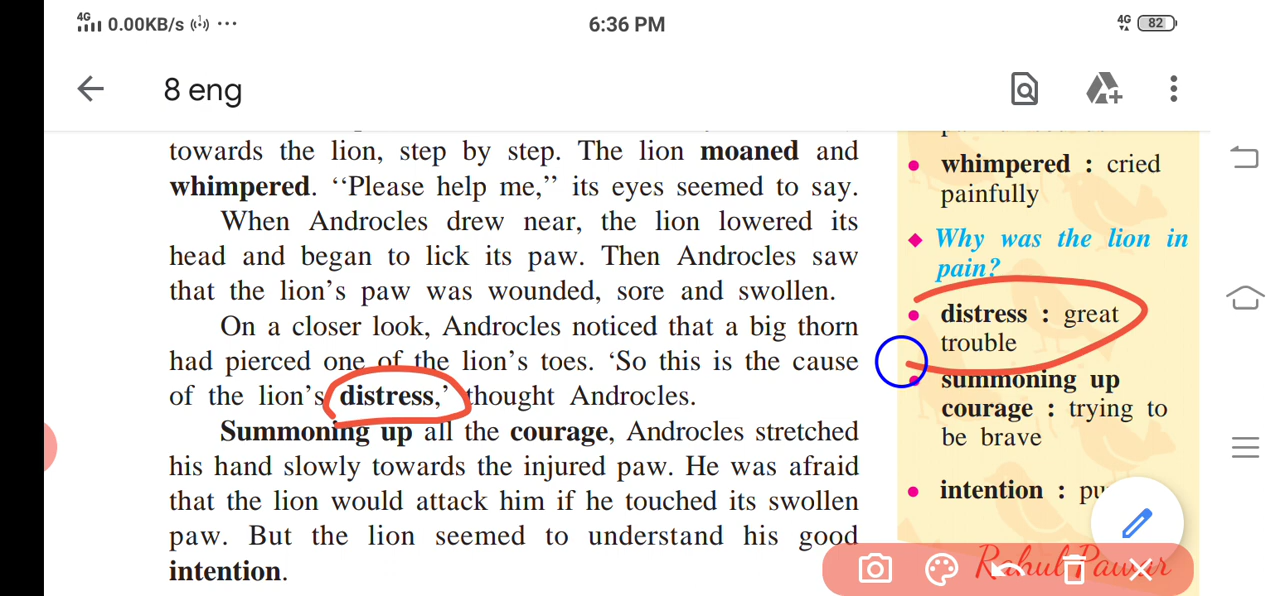 4G 0.00KB/s ··· 6:36 PM 4G 82
8 eng
towards the lion, step by step. The lion moaned and
whimpered. ‘‘Please help me,’’ its eyes seemed to say.
When Androcles drew near, the lion lowered its
head and began to lick its paw. Then Androcles saw
that the lion’s paw was wounded, sore and swollen.
On a closer look, Androcles noticed that a big thorn
had pierced one of the lion’s toes. ‘So this is the cause
of the lion’s distress,’ thought Androcles.
Summoning up all the courage, Androcles stretched
his hand slowly towards the injured paw. He was afraid
that the lion would attack him if he touched its swollen
paw. But the lion seemed to understand his good
intention.
• whimpered : cried
painfully
◆ Why was the lion in
pain?
• distress : great
trouble
• summoning up
courage : trying to
be brave
• intention :
Rahul Pawar